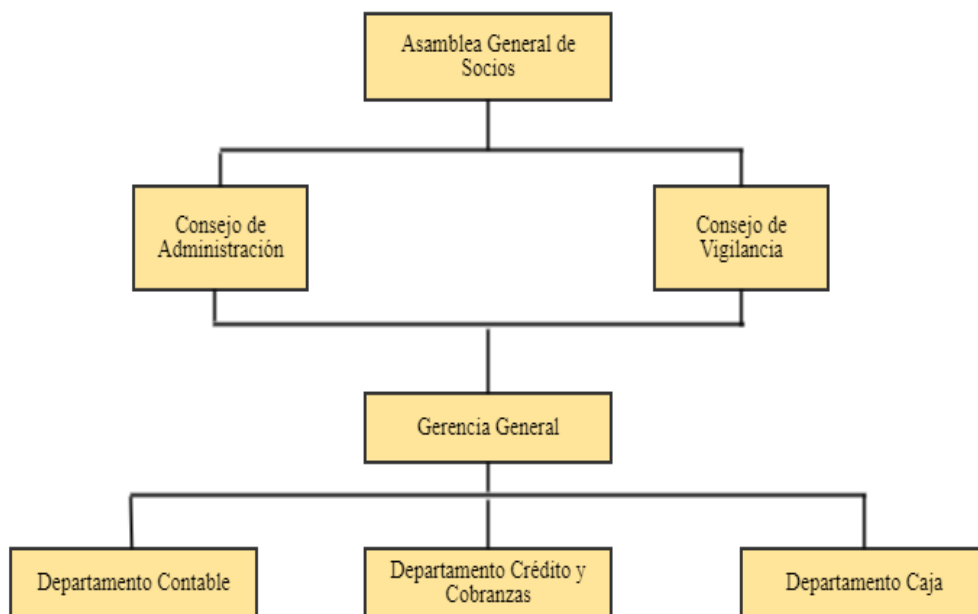 Asamblea General de
Socios
Consejo de
Administración
Consejo de
Vigilancia
Gerencia General
Departamento Contable
Departamento Crédito y
Cobranzas
Departamento Caja